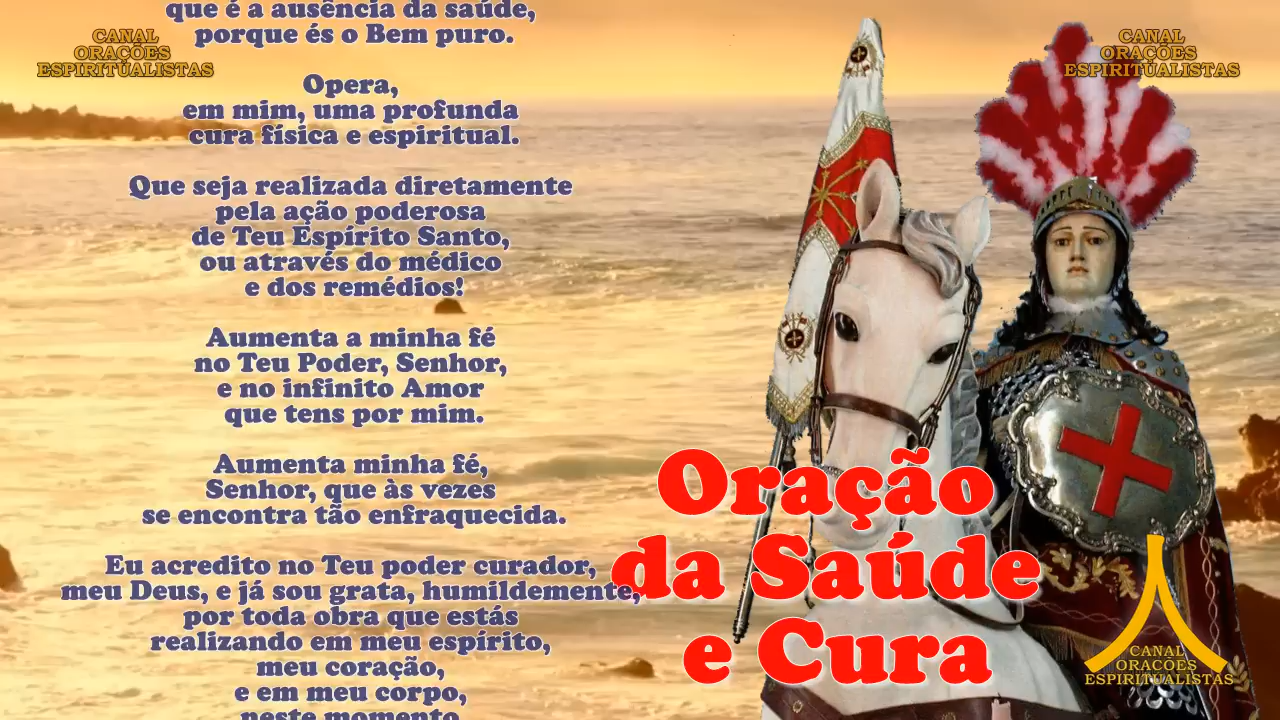 que é a ausência da saúde,
porque és o Bem puro.
CANAL
ORAÇÕES
ESPIRITUALISTAS
CANAL
ORAÇÕES
ESPIRITUALISTAS
Opera,
em mim, uma profunda
cura física e espiritual.
Que seja realizada diretamente
pela ação poderosa
de Teu Espírito Santo,
ou através do médico
e dos remédios!
Aumenta a minha fé
no Teu Poder, Senhor,
e no infinito Amor
que tens por mim.
Aumenta minha fé,
Senhor, que às vezes
se encontra tão enfraquecida.
Eu acredito no Teu poder curador,
meu Deus, e já sou grata, humildemente,
por toda obra que estás
realizando em meu espírito,
meu coração,
e em meu corpo,
neste momento
Oração
da Saúde
e Cura
CANAL
ORAÇÕES
ESPIRITUALISTAS